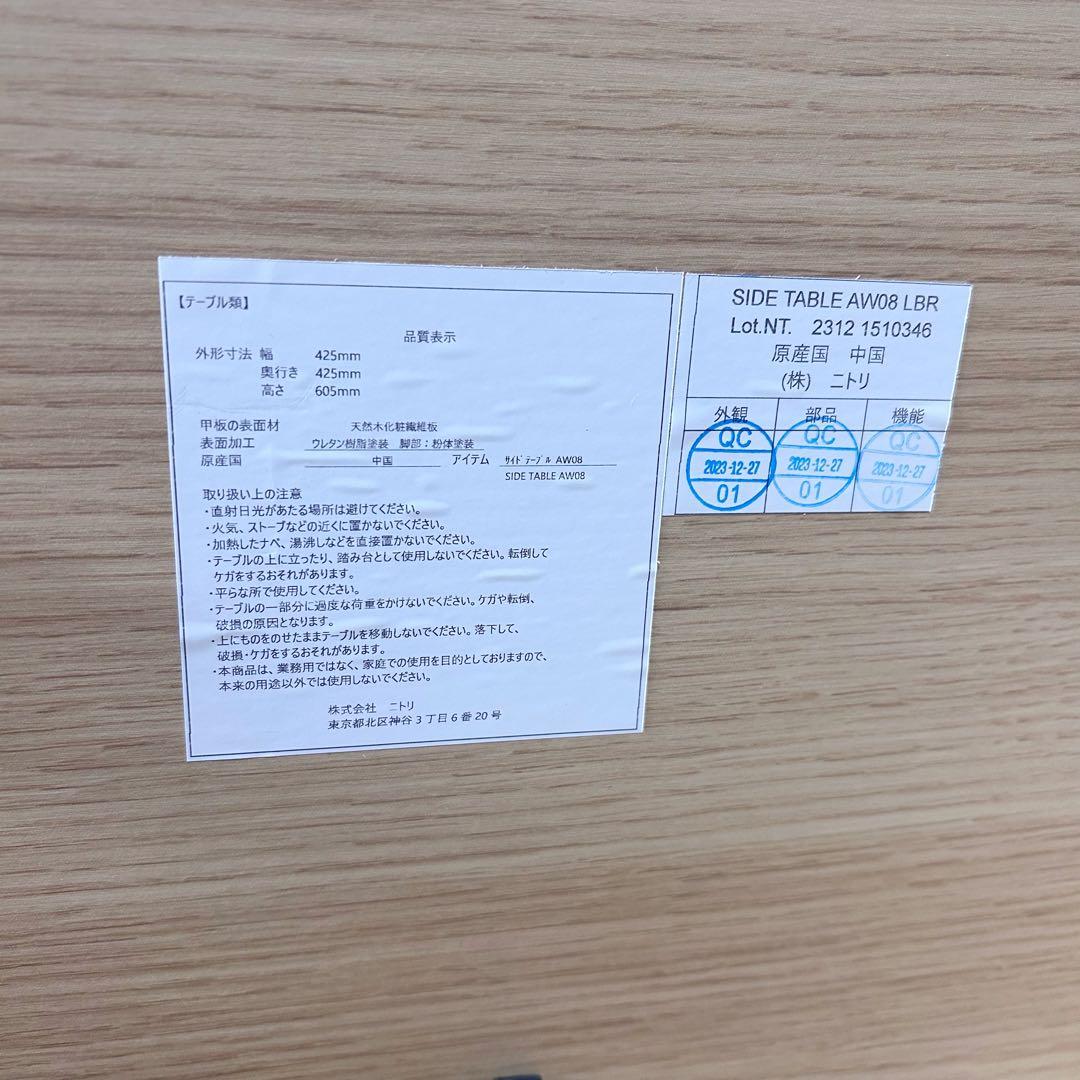 【テーブル類】
品質表示
外形寸法 幅 425mm
奥行き 425mm
高さ 605mm
甲板の表面材 天然木化粧繊維板
表面加工 ウレタン樹脂塗装 脚部：粉体塗装
原産国 中国 アイテム ｻｲﾄﾞﾃｰﾌﾞﾙ AW08
SIDE TABLE AW08
取り扱い上の注意
・直射日光があたる場所は避けてください。
・火気、ストーブなどの近くに置かないでください。
・加熱したナベ、湯沸しなどを直接置かないでください。
・テーブルの上に立ったり、踏み台として使用しないでください。転倒して
ケガをするおそれがあります。
・平らな所で使用してください。
・テーブルの一部分に過度な荷重をかけないでください。ケガや転倒、
破損の原因となります。
・上にものをのせたままテーブルを移動しないでください。落下して、
破損・ケガをするおそれがあります。
・本商品は、業務用ではなく、家庭での使用を目的としておりますので、
本来の用途以外では使用しないでください。
株式会社 ニトリ
東京都北区神谷3丁目6番20号
SIDE TABLE AW08 LBR
Lot.NT. 2312 1510346
原産国 中国
(株) ニトリ
外観 部品 機能
QC QC QC
2023-12-27 2023-12-27 2023-12-27
01 01 01